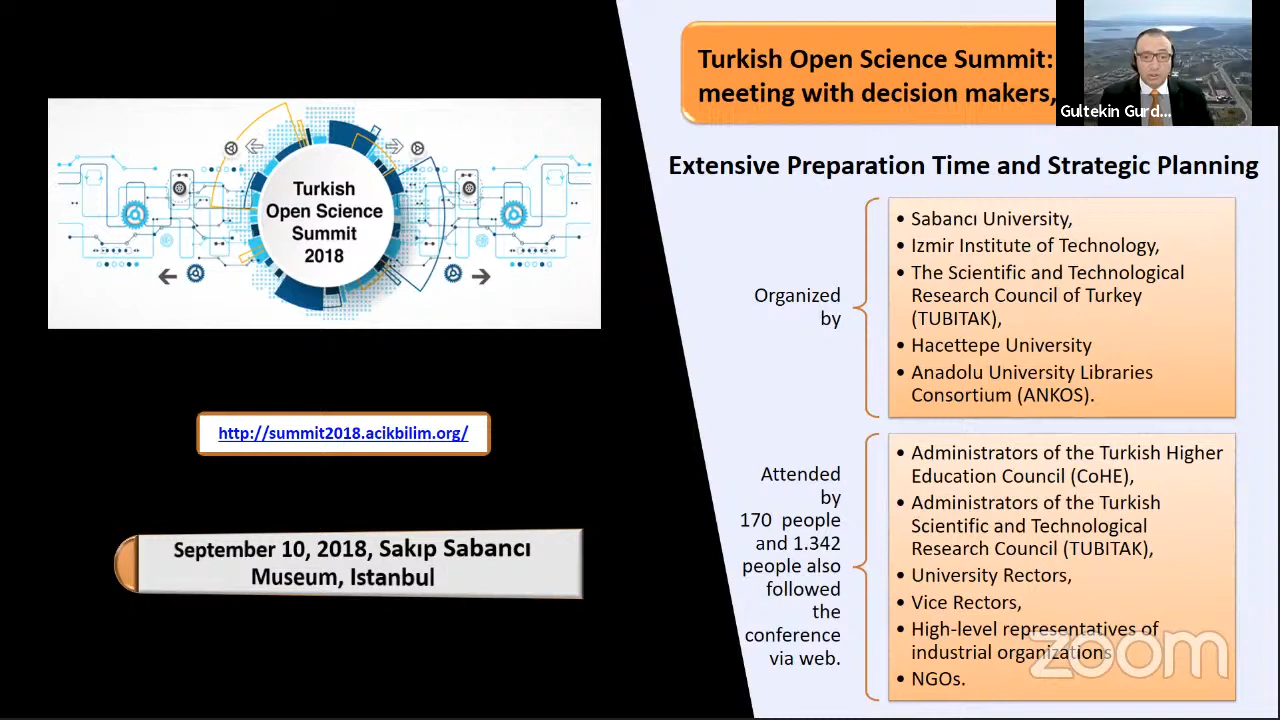 Turkish
Open Science
Summit
2018
http://summit2018.acikbilim.org/
September 10, 2018, Sakıp Sabancı
Museum, Istanbul
Turkish Open Science Summit:
meeting with decision makers,
Gultekin Gurd...
Extensive Preparation Time and Strategic Planning
Organized
by
• Sabancı University,
• Izmir Institute of Technology,
• The Scientific and Technological
Research Council of Turkey
(TUBITAK),
• Hacettepe University
• Anadolu University Libraries
Consortium (ANKOS).
Attended
by
170 people
and 1.342
people also
followed
the
conference
via web.
• Administrators of the Turkish Higher
Education Council (CoHE),
• Administrators of the Turkish
Scientific and Technological
Research Council (TUBITAK),
• University Rectors,
• Vice Rectors,
• High-level representatives of
industrial organizations
• NGOs.
zoom